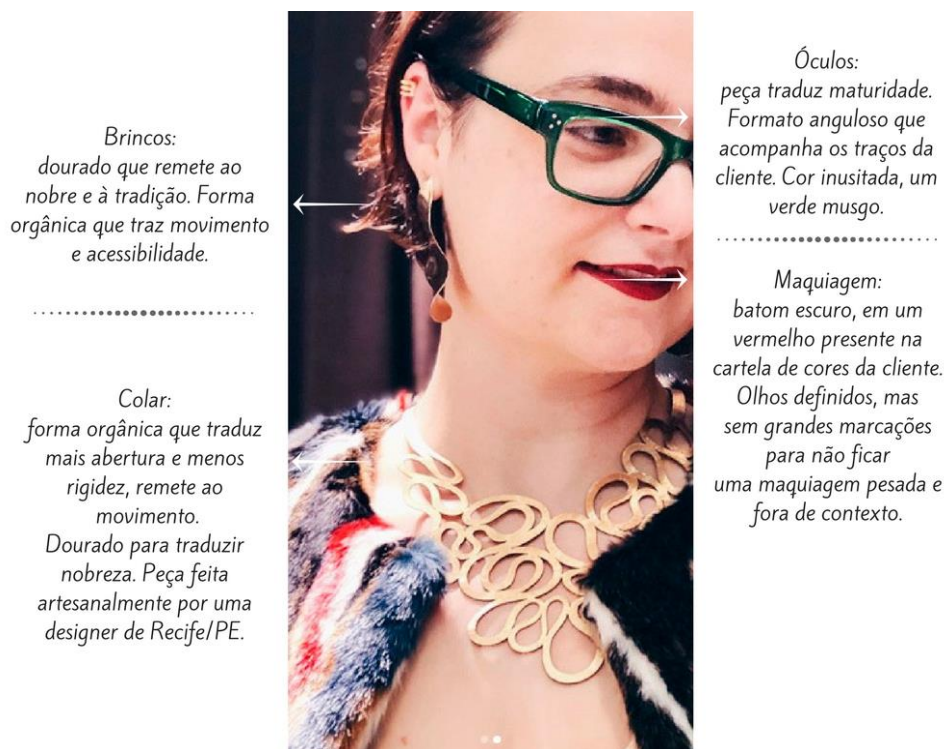 Brincos:
dourado que remete ao
nobre e à tradição. Forma
orgânica que traz movimento
e acessibilidade.
Colar:
forma orgânica que traduz
mais abertura e menos
rigidez, remete ao
movimento.
Dourado para traduzir
nobreza. Peça feita
artesanalmente por uma
designer de Recife/PE.
Óculos:
peça traduz maturidade.
Formato anguloso que
acompanha os traços da
cliente. Cor inusitada, um
verde musgo.
Maquiagem:
batom escuro, em um
vermelho presente na
cartela de cores da cliente.
Olhos definidos, mas
sem grandes marcações
para não ficar
uma maquiagem pesada e
fora de contexto.